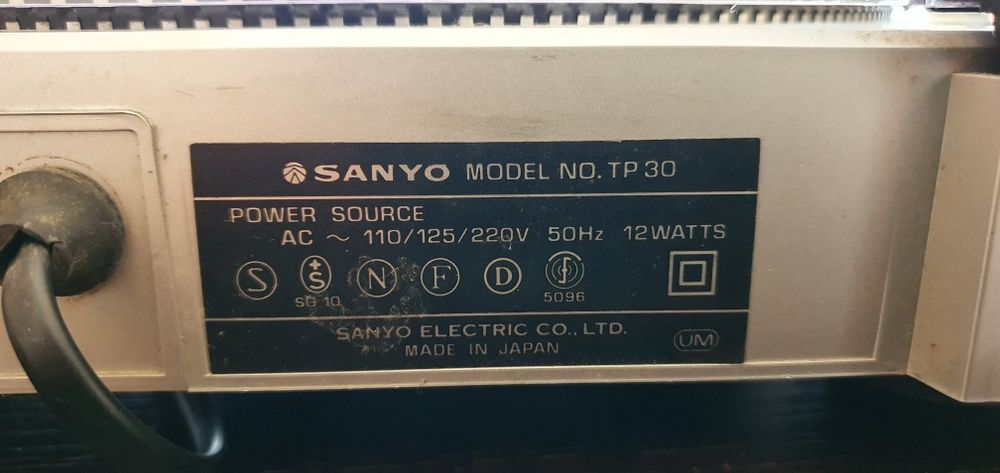 SANYO MODEL NO. TP 30
POWER SOURCE
AC ~ 110/125/220V 50Hz 12WATTS
S +S N F D
SD 10 5096
SANYO ELECTRIC CO., LTD.
MADE IN JAPAN
UM